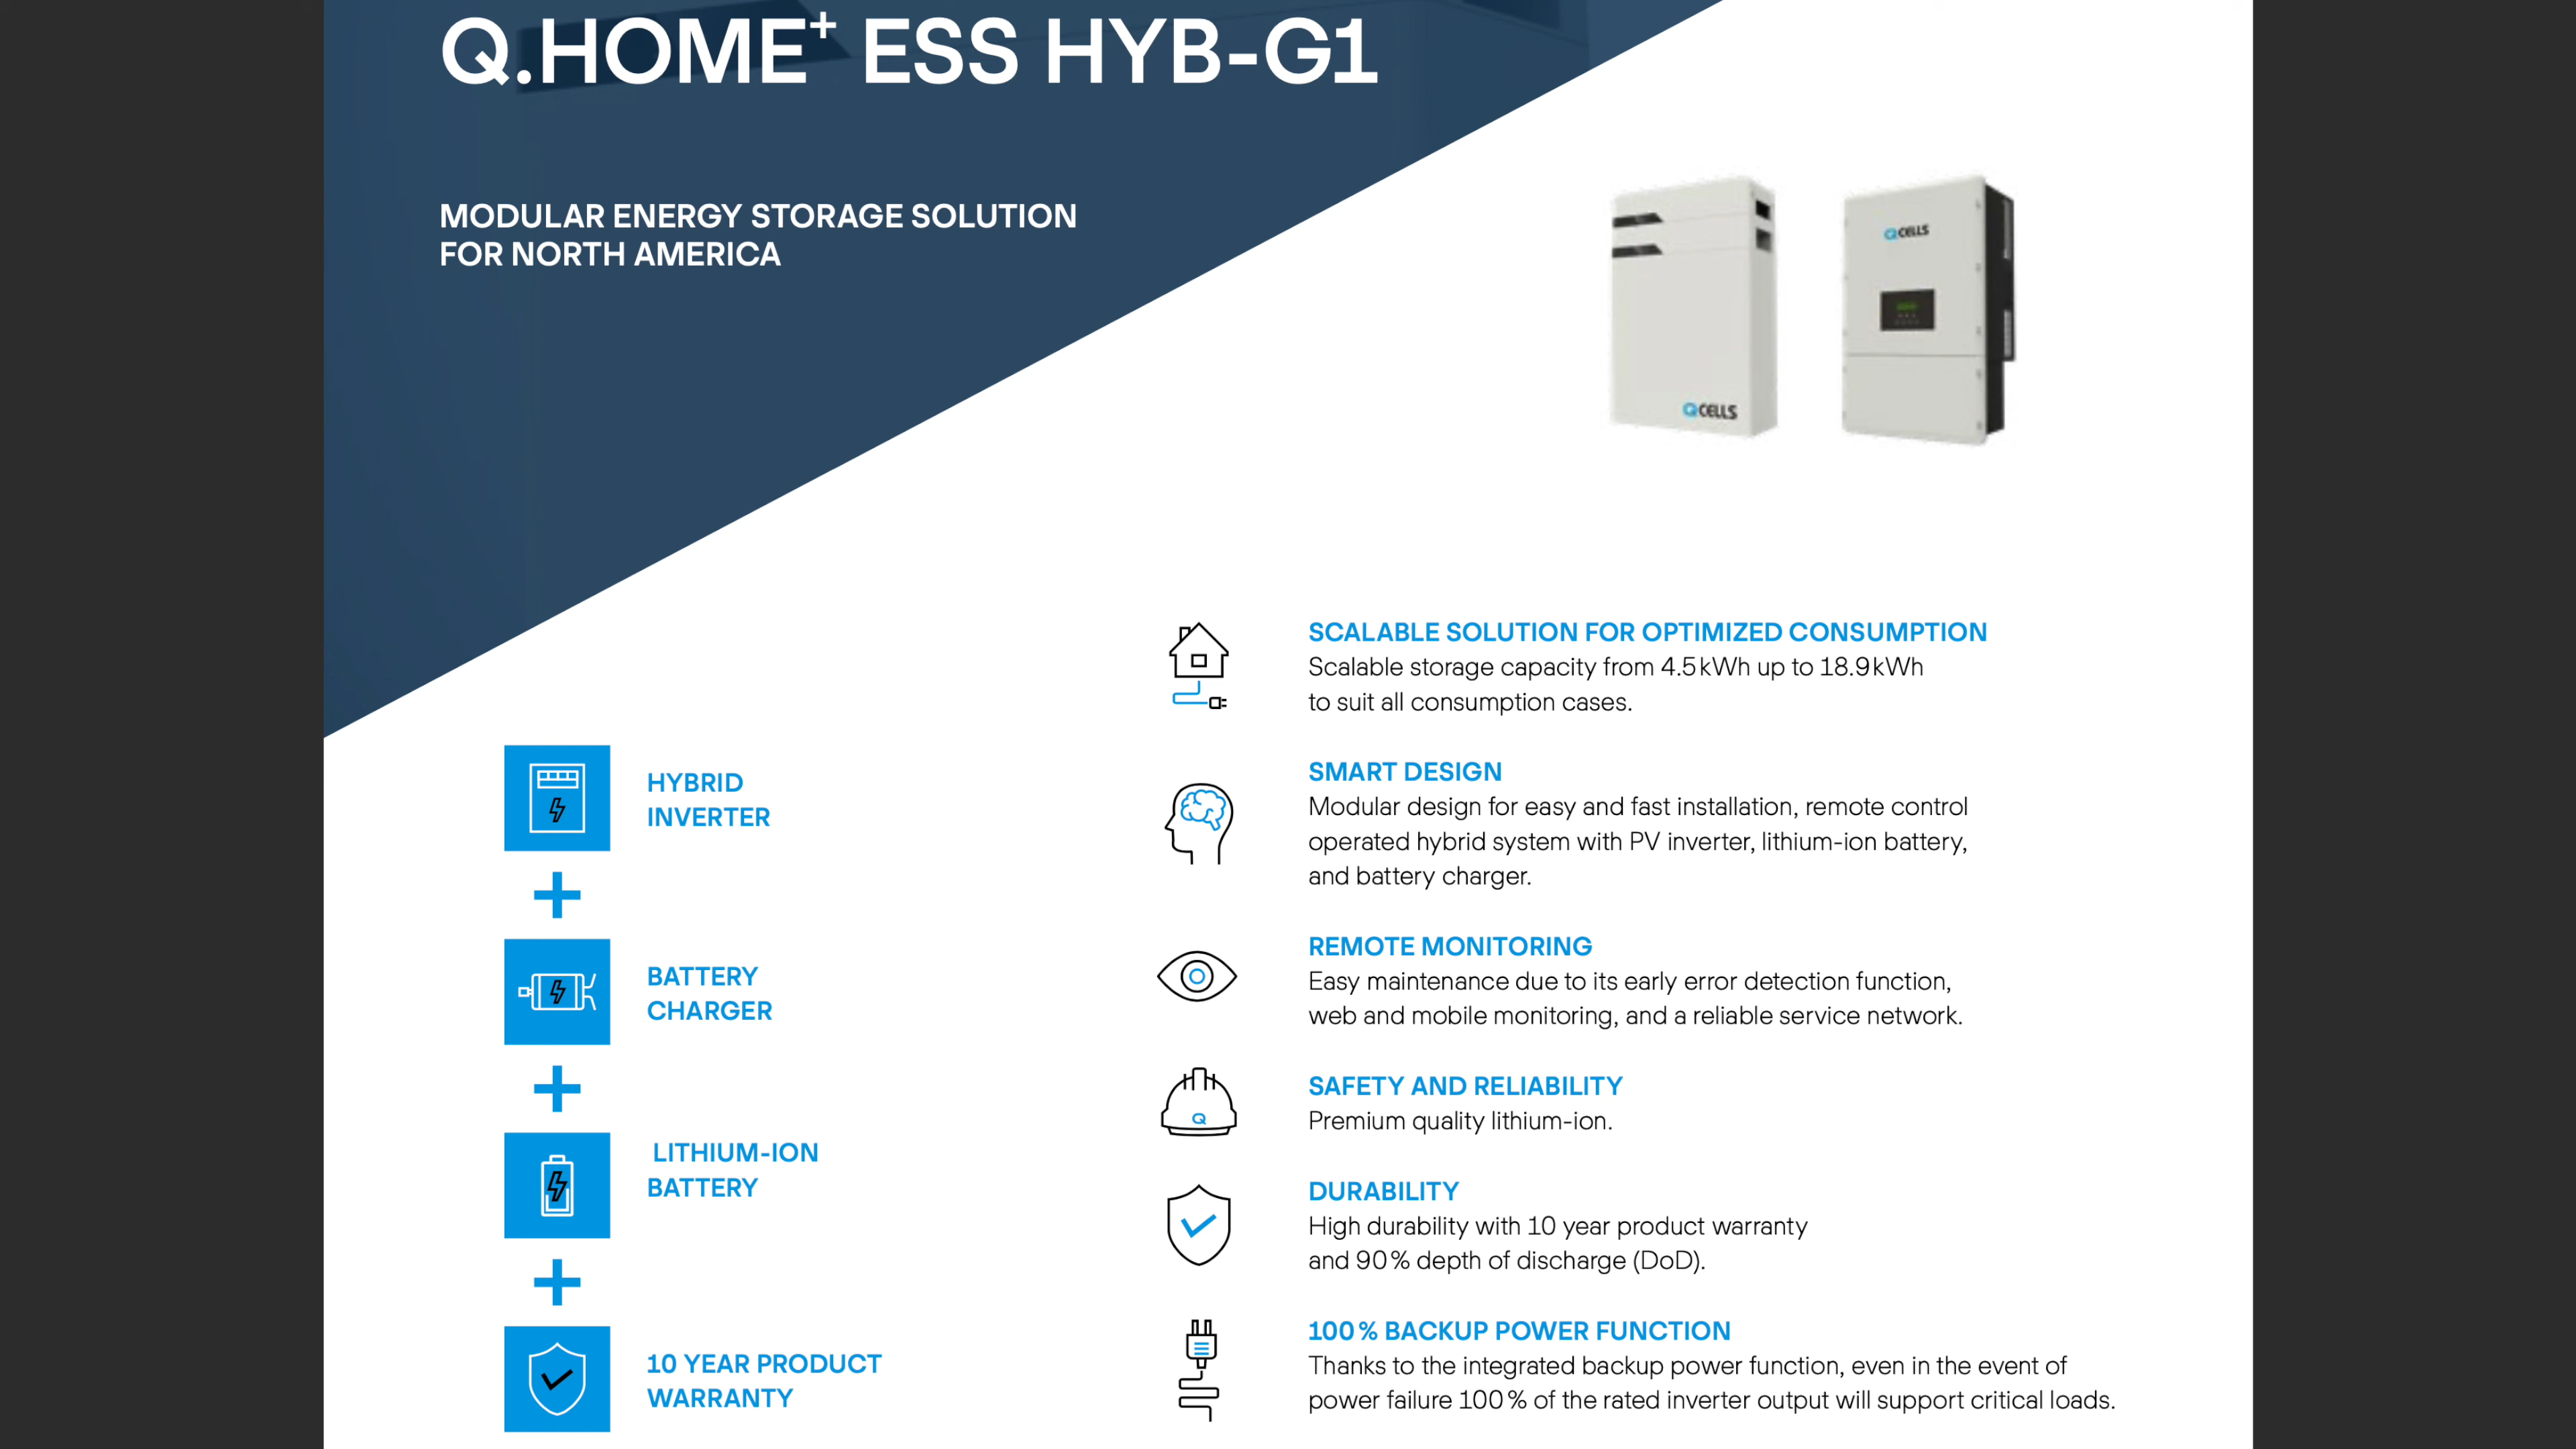 Q.HOME⁺ ESS HYB-G1
MODULAR ENERGY STORAGE SOLUTION
FOR NORTH AMERICA
QCELLS
QCELLS
HYBRID
INVERTER
+
BATTERY
CHARGER
+
LITHIUM-ION
BATTERY
+
10 YEAR PRODUCT
WARRANTY
SCALABLE SOLUTION FOR OPTIMIZED CONSUMPTION
Scalable storage capacity from 4.5 kWh up to 18.9 kWh
to suit all consumption cases.
SMART DESIGN
Modular design for easy and fast installation, remote control
operated hybrid system with PV inverter, lithium-ion battery,
and battery charger.
REMOTE MONITORING
Easy maintenance due to its early error detection function,
web and mobile monitoring, and a reliable service network.
Q
SAFETY AND RELIABILITY
Premium quality lithium-ion.
DURABILITY
High durability with 10 year product warranty
and 90 % depth of discharge (DoD).
100 % BACKUP POWER FUNCTION
Thanks to the integrated backup power function, even in the event of
power failure 100 % of the rated inverter output will support critical loads.